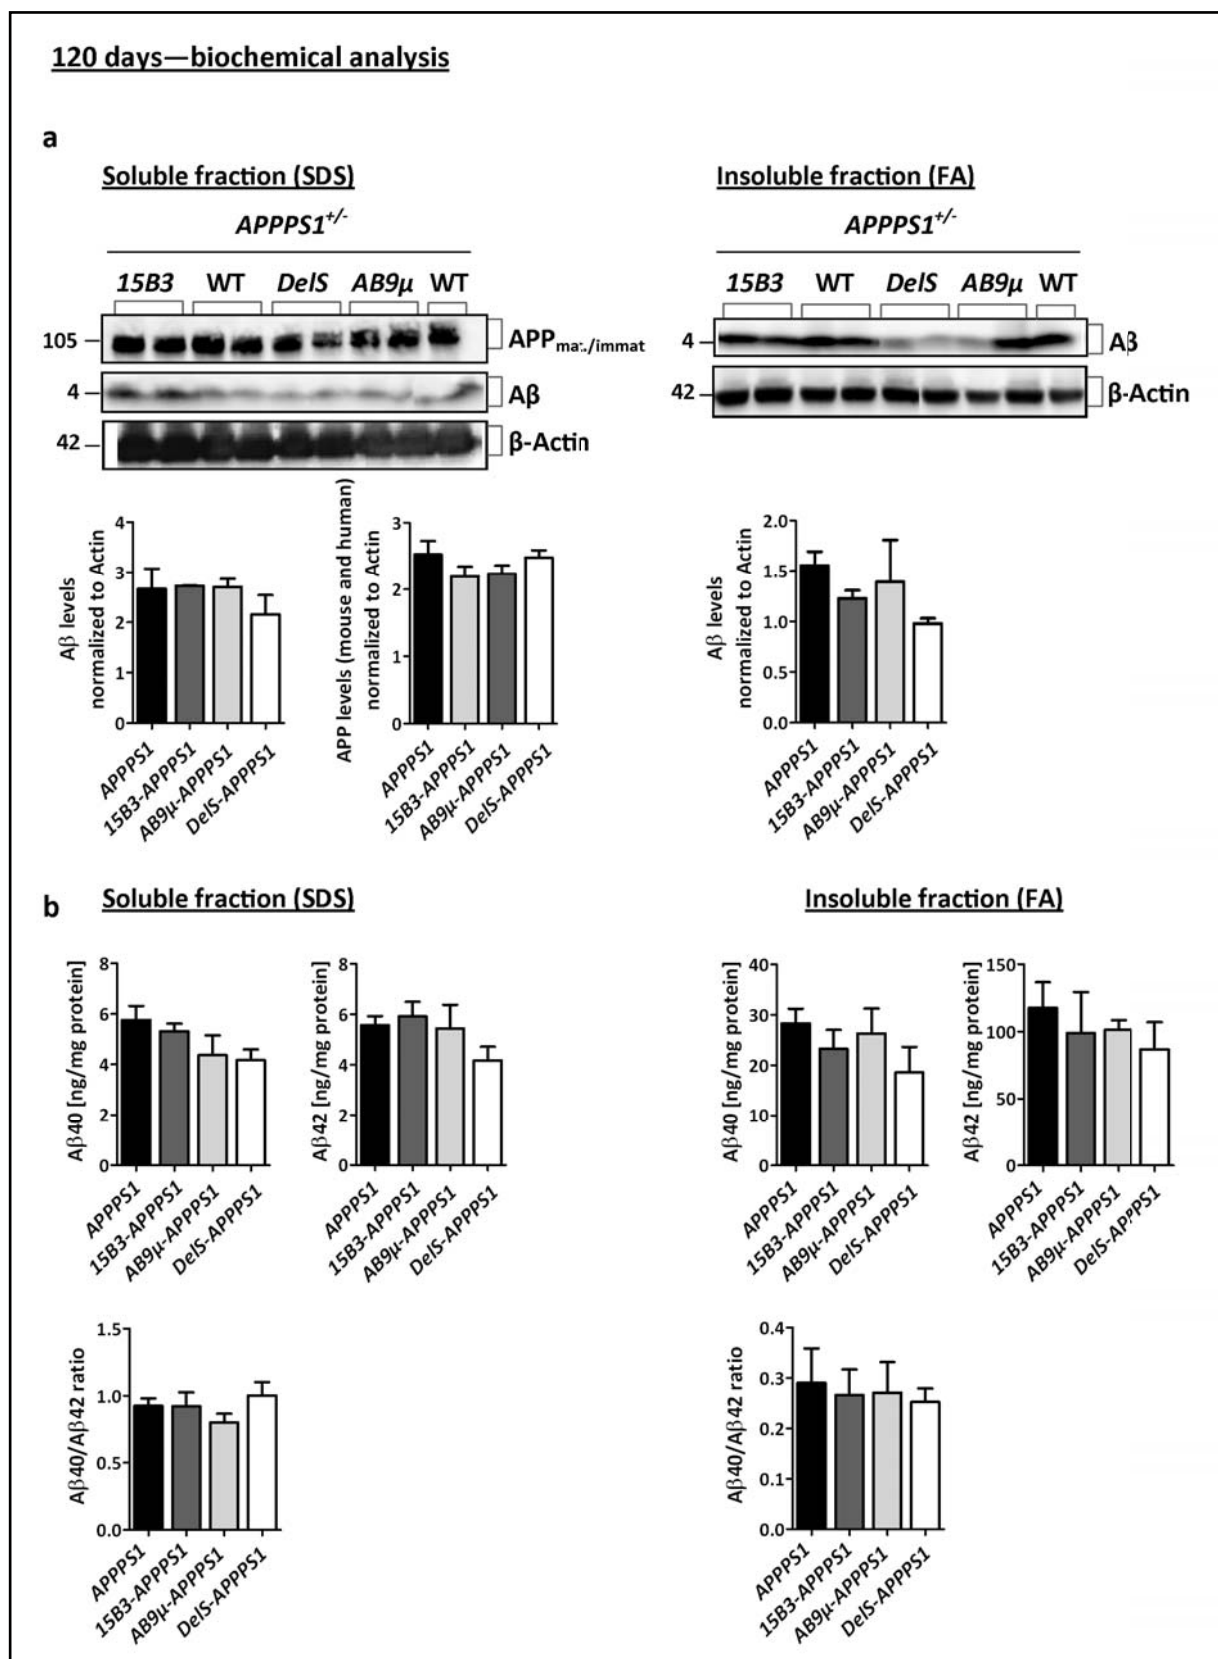 120 days—biochemical analysis
a
Soluble fraction (SDS)
APPPS1+/-
15B3 WT DelS AB9µ WT
105
APPmat./immat
4
Aβ
42
β-Actin
Insoluble fraction (FA)
APPPS1+/-
15B3 WT DelS AB9µ WT
4
Aβ
42
β-Actin
Aβ levels
normalized to Actin
4
3
2
1
0
APPPS1
15B3-APPPS1
AB9µ-APPPS1
DelS-APPPS1
APP levels (mouse and human)
normalized to Actin
3
2
1
0
APPPS1
15B3-APPPS1
AB9µ-APPPS1
DelS-APPPS1
Aβ levels
normalized to Actin
2.0
1.5
1.0
0.5
0.0
APPPS1
15B3-APPPS1
AB9µ-APPPS1
DelS-APPPS1
b
Soluble fraction (SDS)
Insoluble fraction (FA)
Aβ40 [ng/mg protein]
8
6
4
2
0
APPPS1
15B3-APPPS1
AB9µ-APPPS1
DelS-APPPS1
Aβ42 [ng/mg protein]
8
6
4
2
0
APPPS1
15B3-APPPS1
AB9µ-APPPS1
DelS-APPPS1
Aβ40 [ng/mg protein]
40
30
20
10
0
APPPS1
15B3-APPPS1
AB9µ-APPPS1
DelS-APPPS1
Aβ42 [ng/mg protein]
150
100
50
0
APPPS1
15B3-APPPS1
AB9µ-APPPS1
DelS-APPPS1
Aβ40/Aβ42 ratio
1.5
1.0
0.5
0.0
APPPS1
15B3-APPPS1
AB9µ-APPPS1
DelS-APPPS1
Aβ40/Aβ42 ratio
0.4
0.3
0.2
0.1
0.0
APPPS1
15B3-APPPS1
AB9µ-APPPS1
DelS-APPPS1